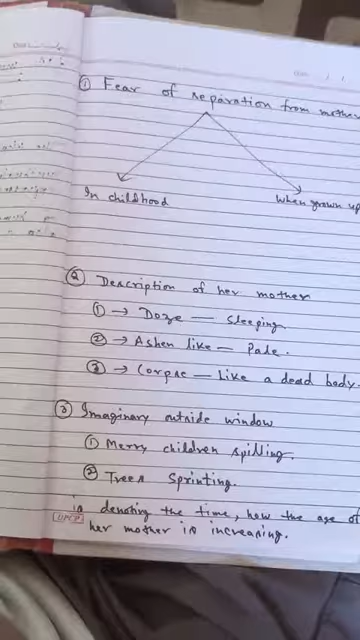 ① Fear of separation from mother
In childhood
When grown up
② Description of her mother
① → Doze — sleeping
② → Ashen like — Pale.
③ → Corpse — Like a dead body.
③ Imaginary outside window
① Merry children spilling.
② Trees Sprinting.
is denoting the time, how the age of
her mother is increasing.